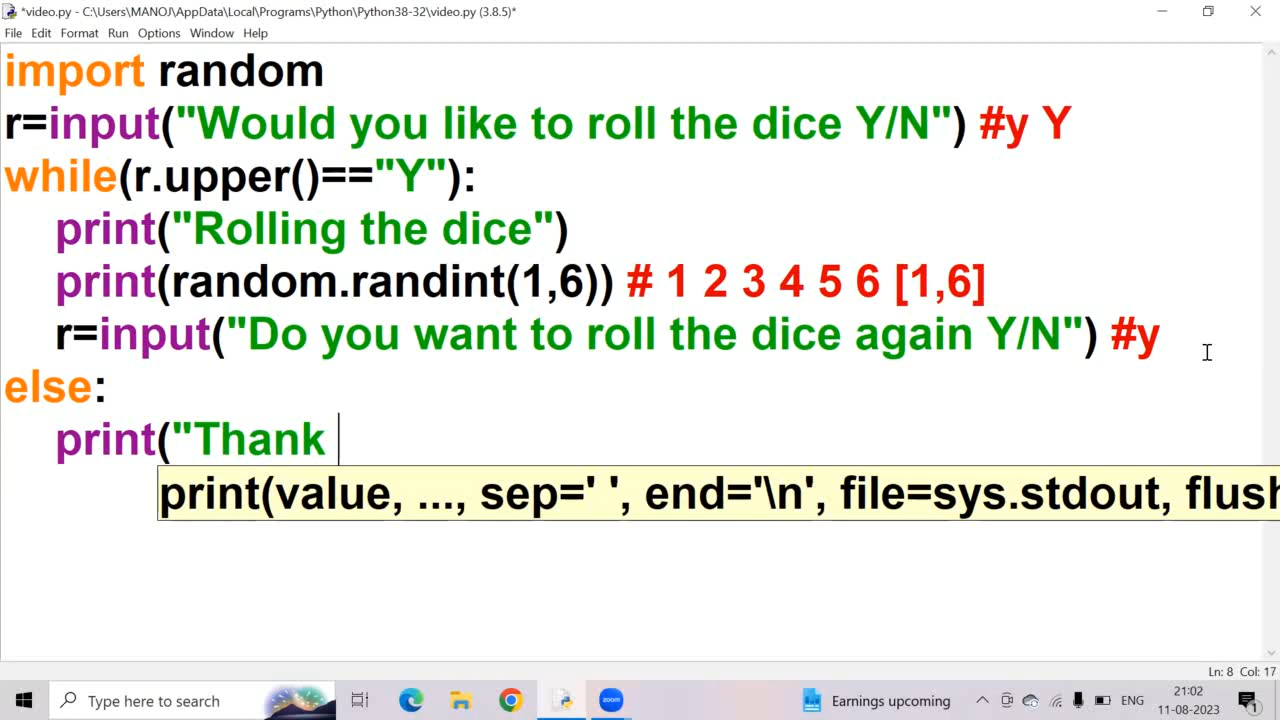 *video.py - C:\Users\MANOJ\AppData\Local\Programs\Python\Python38-32\video.py (3.8.5)*
File Edit Format Run Options Window Help
import random
r=input("Would you like to roll the dice Y/N") #y Y
while(r.upper()=="Y"):
    print("Rolling the dice")
    print(random.randint(1,6)) # 1 2 3 4 5 6 [1,6]
    r=input("Do you want to roll the dice again Y/N") #y
else:
    print("Thank
print(value, ..., sep=' ', end='\n', file=sys.stdout, flush
Ln: 8 Col: 17
Type here to search
zoom
Earnings upcoming
ENG
21:02
11-08-2023
1